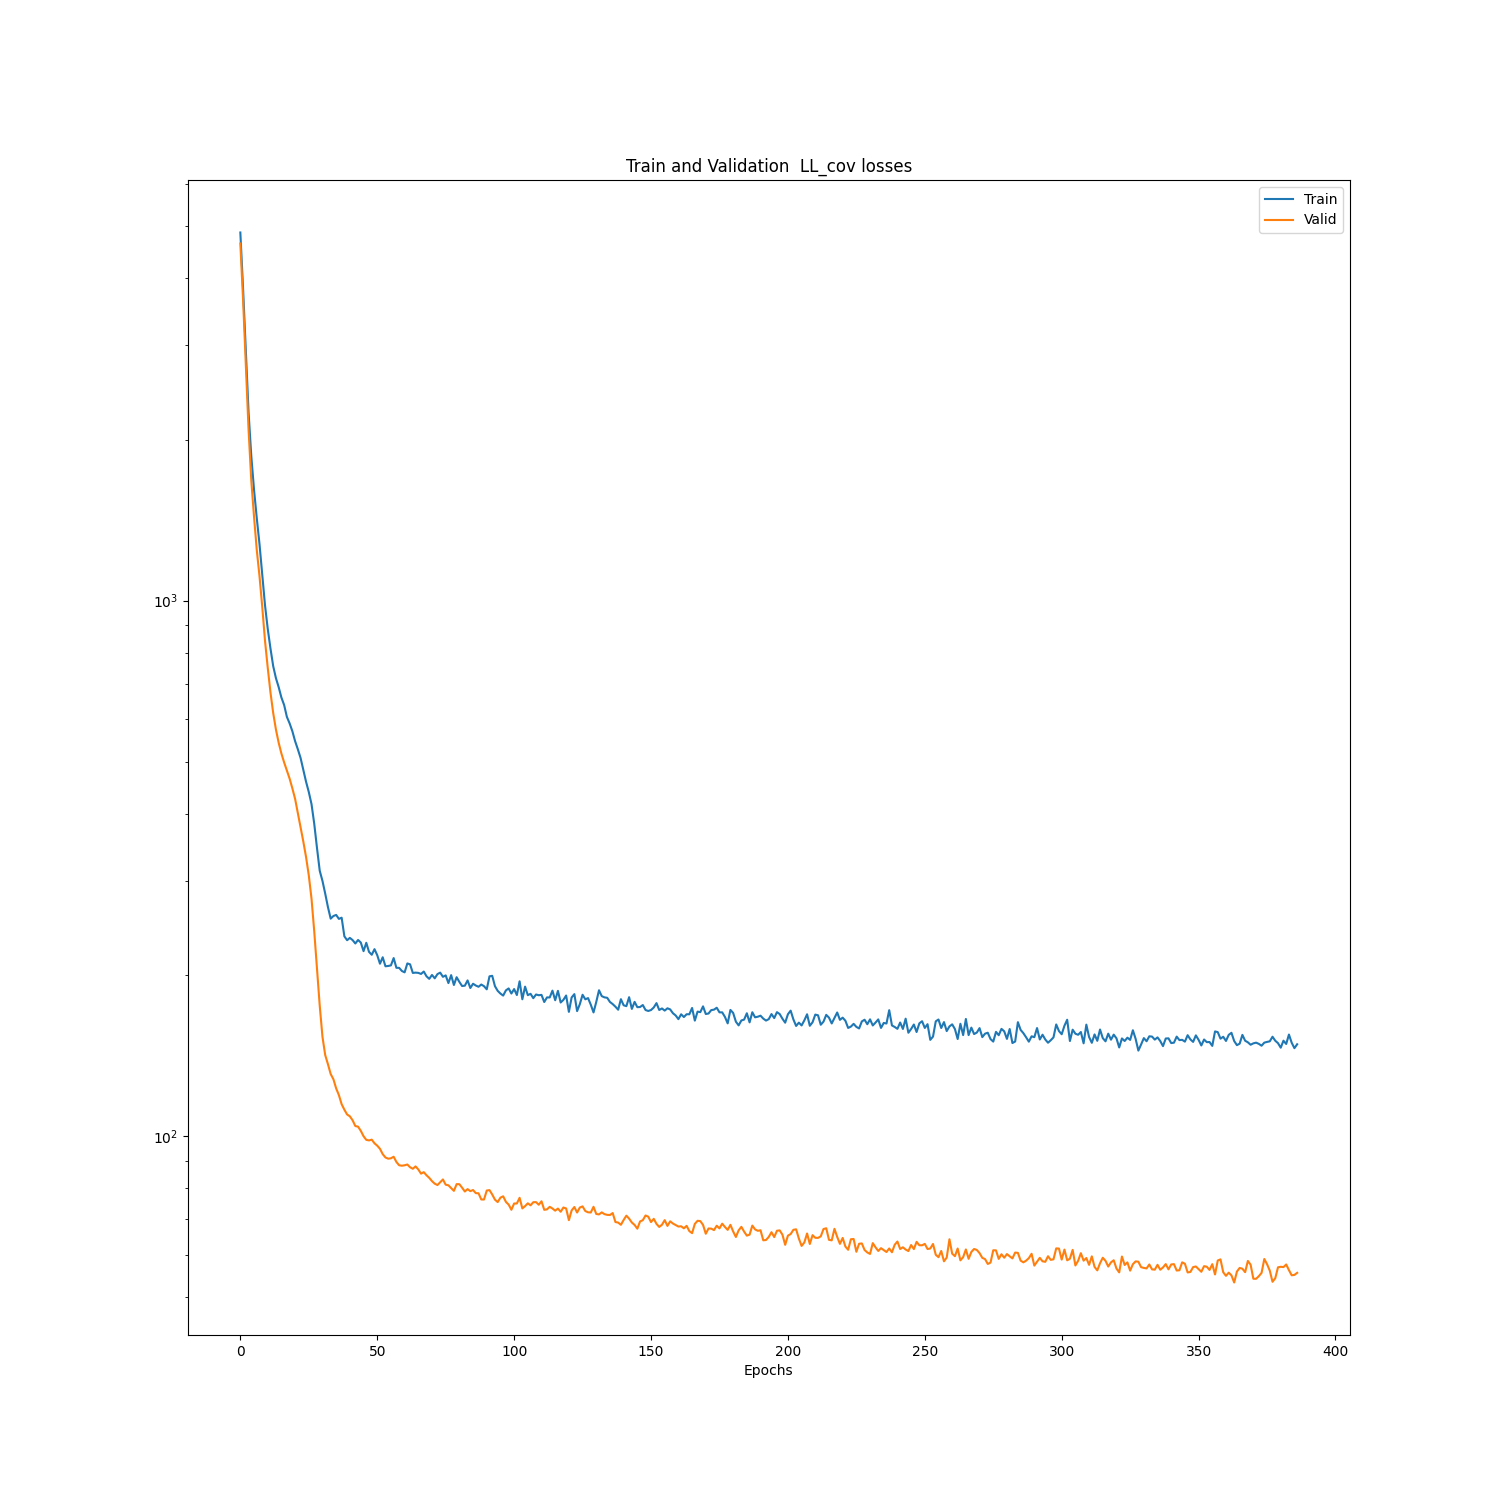 Train and Validation  LL_cov losses
Train
Valid
10³
10²
0 50 100 150 200 250 300 350 400
Epochs